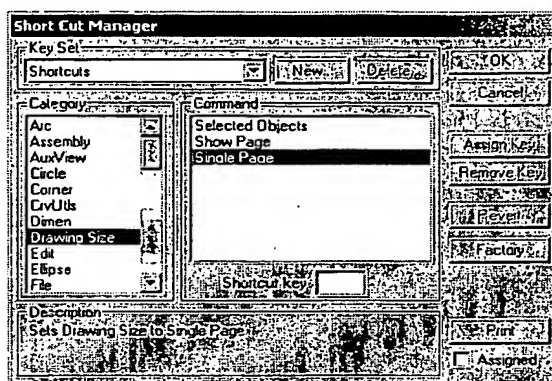 Short Cut Manager
Key Set
Shortcuts
New
Delete
OK
Cancel
Category
Arc
Assembly
AuxView
Circle
Corner
CrvUtls
Dimen
Drawing Size
Edit
Ellipse
File
Command
Selected Objects
Show Page
Single Page
Shortcut key
Assign Key
Remove Key
Revert
Factory
Description
Sets Drawing Size to Single Page
Print
Assigned